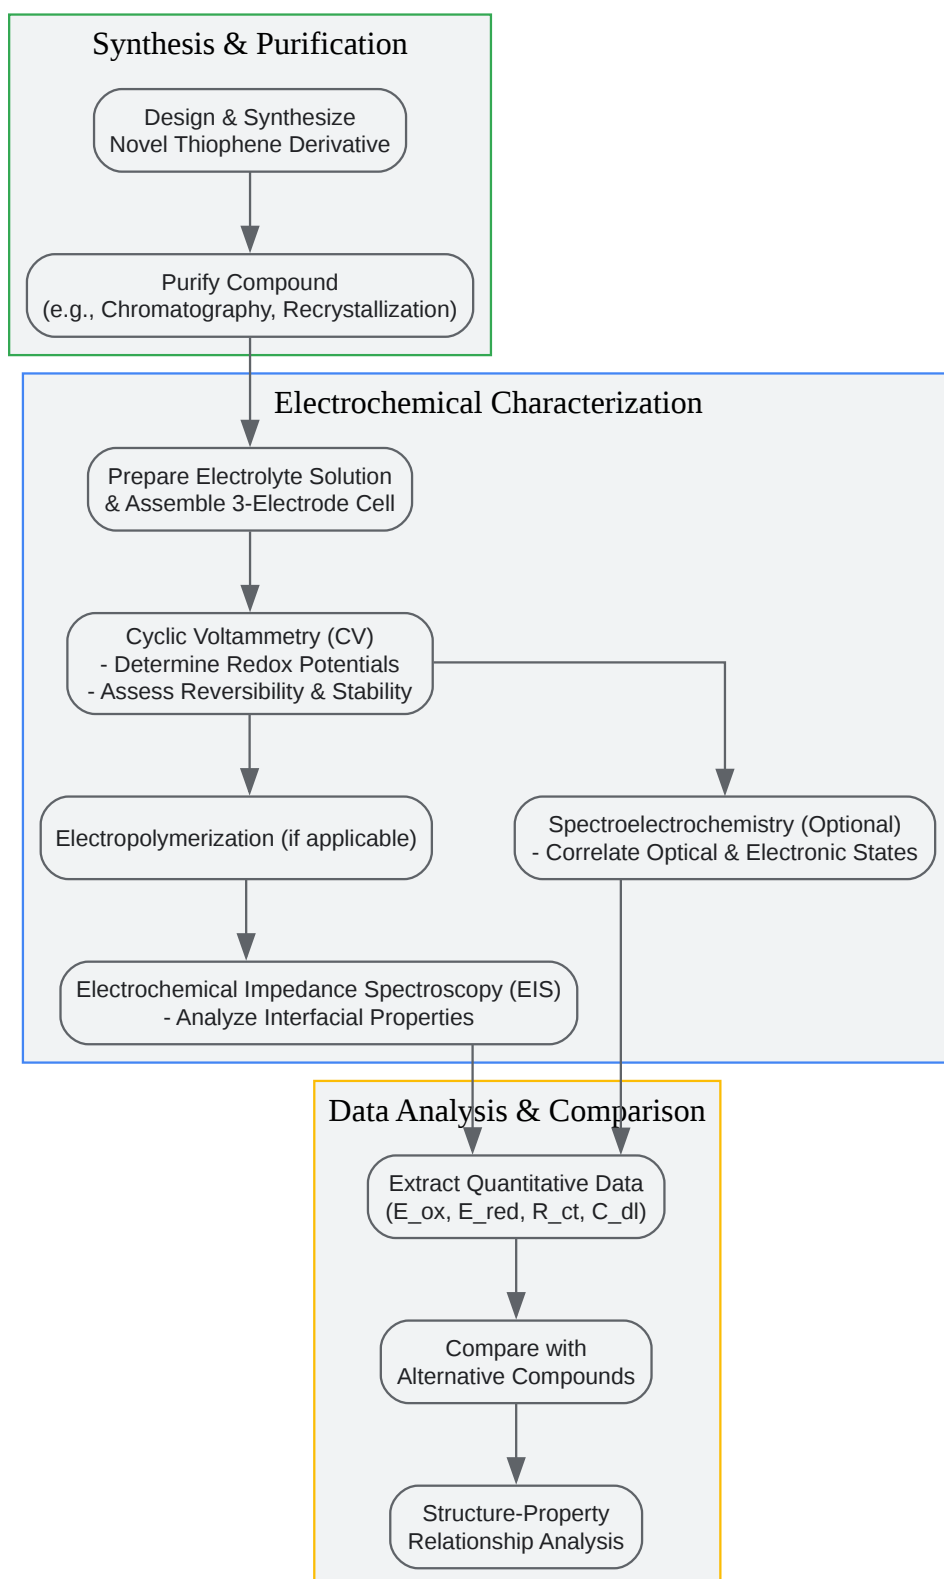 Synthesis & Purification
Design & Synthesize
Novel Thiophene Derivative
Purify Compound
(e.g., Chromatography, Recrystallization)
Electrochemical Characterization
Prepare Electrolyte Solution
& Assemble 3-Electrode Cell
Cyclic Voltammetry (CV)
- Determine Redox Potentials
- Assess Reversibility & Stability
Electropolymerization (if applicable)
Spectroelectrochemistry (Optional)
- Correlate Optical & Electronic States
Electrochemical Impedance Spectroscopy (EIS)
- Analyze Interfacial Properties
Data Analysis & Comparison
Extract Quantitative Data
(E_ox, E_red, R_ct, C_dl)
Compare with
Alternative Compounds
Structure-Property
Relationship Analysis